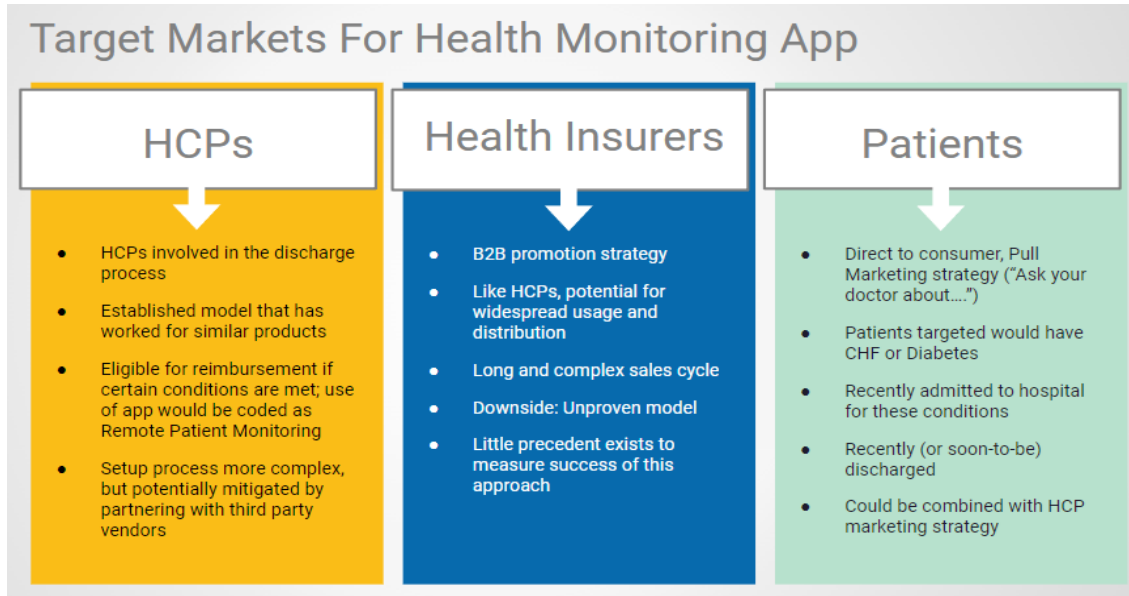 Target Markets For Health Monitoring App
HCPs
● HCPs involved in the discharge
process
● Established model that has
worked for similar products
● Eligible for reimbursement if
certain conditions are met; use
of app would be coded as
Remote Patient Monitoring
● Setup process more complex,
but potentially mitigated by
partnering with third party
vendors
Health Insurers
● B2B promotion strategy
● Like HCPs, potential for
widespread usage and
distribution
● Long and complex sales cycle
● Downside: Unproven model
● Little precedent exists to
measure success of this
approach
Patients
● Direct to consumer, Pull
Marketing strategy (“Ask your
doctor about....”)
● Patients targeted would have
CHF or Diabetes
● Recently admitted to hospital
for these conditions
● Recently (or soon-to-be)
discharged
● Could be combined with HCP
marketing strategy